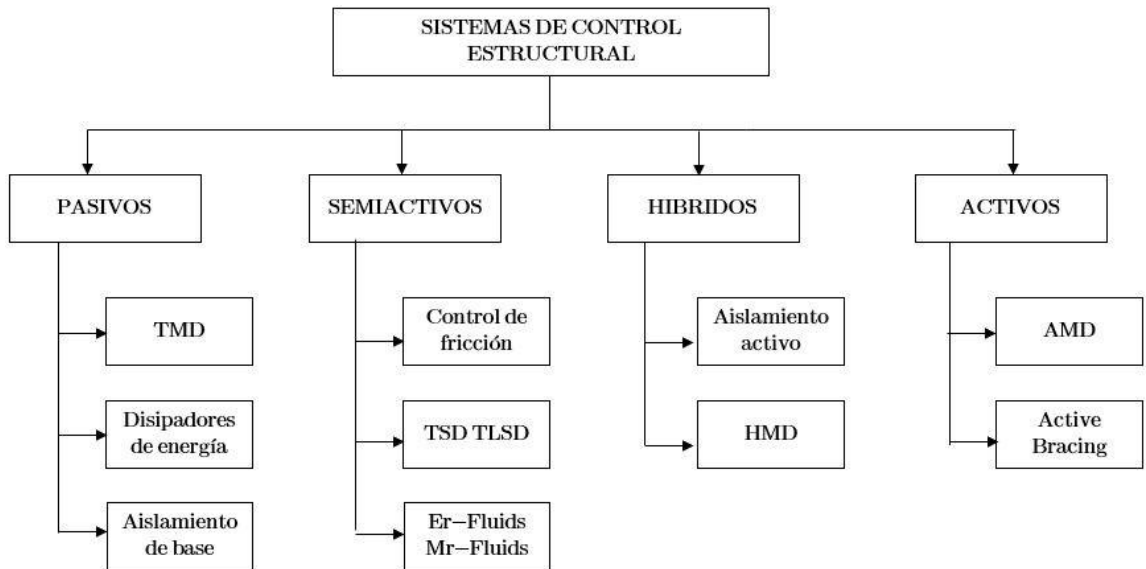 SISTEMAS DE CONTROL
ESTRUCTURAL
PASIVOS
SEMIACTIVOS
HIBRIDOS
ACTIVOS
TMD
Disipadores
de energía
Aislamiento
de base
Control de
fricción
TSD TLSD
Er–Fluids
Mr–Fluids
Aislamiento
activo
HMD
AMD
Active
Bracing